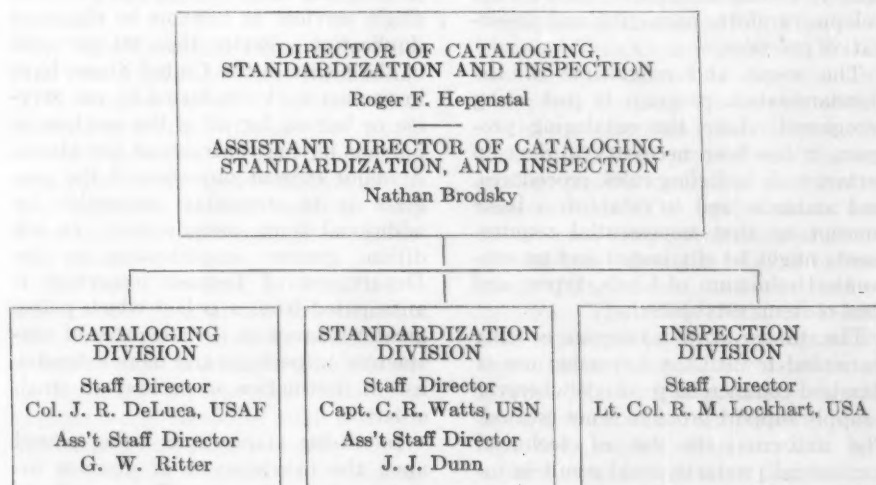 DIRECTOR OF CATALOGING,
STANDARDIZATION AND INSPECTION
Roger F. Hepenstal
ASSISTANT DIRECTOR OF CATALOGING,
STANDARDIZATION, AND INSPECTION
Nathan Brodsky
CATALOGING
DIVISION
Staff Director
Col. J. R. DeLuca, USAF
Ass't Staff Director
G. W. Ritter
STANDARDIZATION
DIVISION
Staff Director
Capt. C. R. Watts, USN
Ass't Staff Director
J. J. Dunn
INSPECTION
DIVISION
Staff Director
Lt. Col. R. M. Lockhart, USA